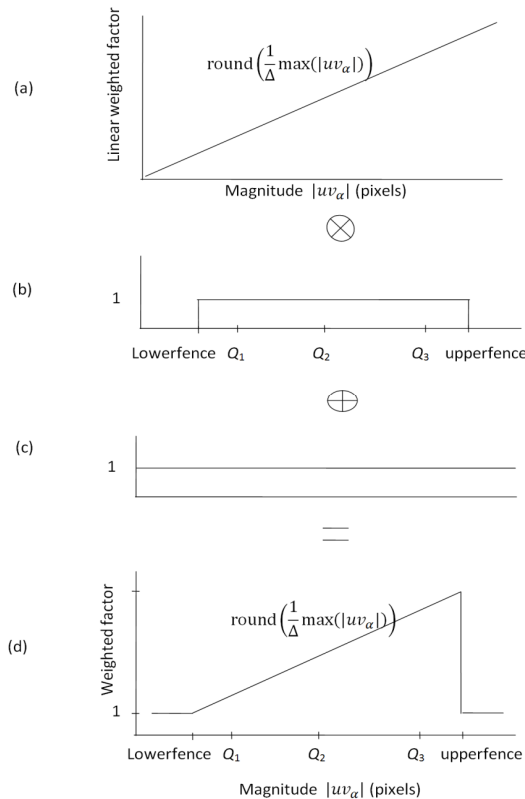 (a)
Linear weighted factor
round(1/Δ max(|uvα|))
Magnitude |uvα| (pixels)
(b)
1
Lowerfence Q1 Q2 Q3 upperfence
(c)
1
(d)
Weighted factor
round(1/Δ max(|uvα|))
1
Lowerfence Q1 Q2 Q3 upperfence
Magnitude |uvα| (pixels)